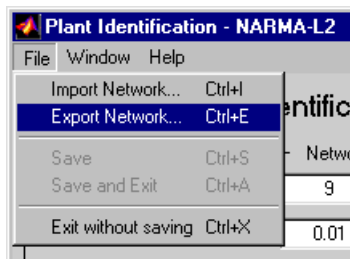 Plant Identification - NARMA-L2
File Window Help
Import Network... Ctrl+I
Export Network... Ctrl+E
entific
Save Ctrl+S
Netwo
Save and Exit Ctrl+A
9
Exit without saving Ctrl+X
0.01